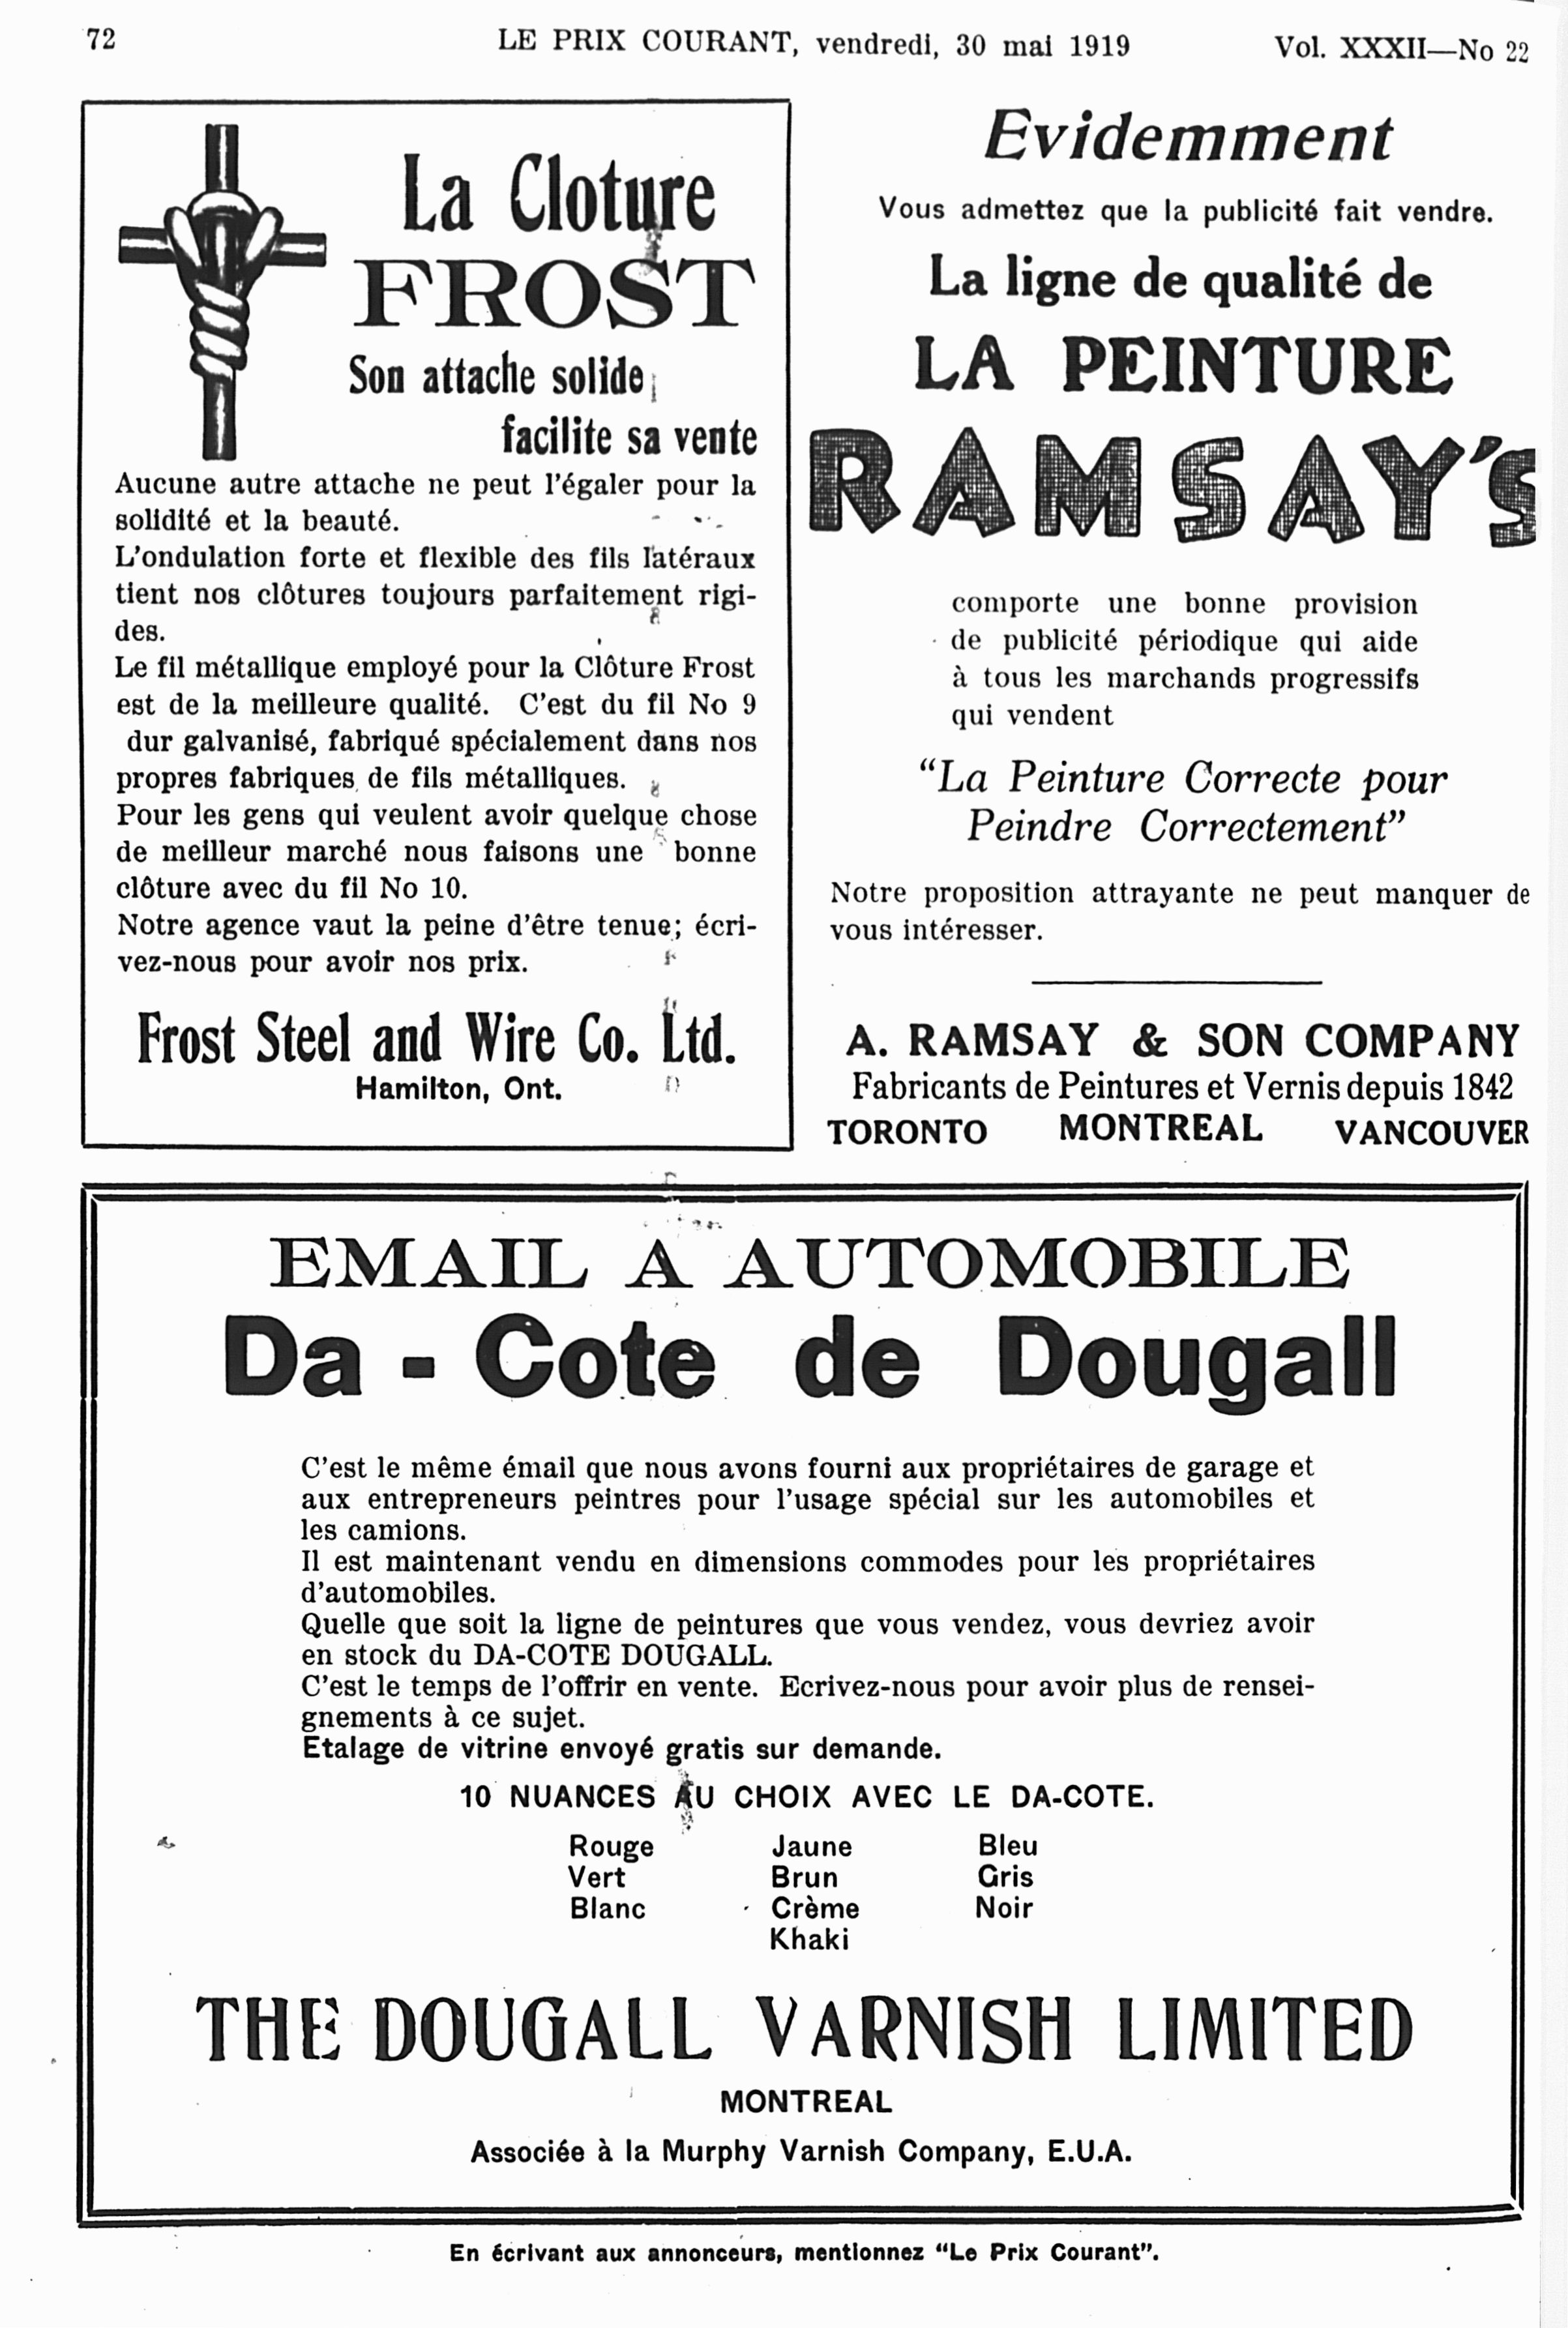 72
LE PRIX COURANT, vendredi, 30 mai 1919
Vol. XXXII—No 22
La Cloture
FROST
Son attache solide
facilite sa vente
Aucune autre attache ne peut l'égaler pour la
solidité et la beauté.
L'ondulation forte et flexible des fils latéraux
tient nos clôtures toujours parfaitement rigi-
des.
Le fil métallique employé pour la Clôture Frost
est de la meilleure qualité. C'est du fil No 9
dur galvanisé, fabriqué spécialement dans nos
propres fabriques de fils métalliques.
Pour les gens qui veulent avoir quelque chose
de meilleur marché nous faisons une bonne
clôture avec du fil No 10.
Notre agence vaut la peine d'être tenue; écri-
vez-nous pour avoir nos prix.
Frost Steel and Wire Co. Ltd.
Hamilton, Ont.
Evidemment
Vous admettez que la publicité fait vendre.
La ligne de qualité de
LA PEINTURE
RAMSAY'S
comporte une bonne provision
de publicité périodique qui aide
à tous les marchands progressifs
qui vendent
“La Peinture Correcte pour
Peindre Correctement”
Notre proposition attrayante ne peut manquer de
vous intéresser.
A. RAMSAY & SON COMPANY
Fabricants de Peintures et Vernis depuis 1842
TORONTO MONTREAL VANCOUVER
EMAIL A AUTOMOBILE
Da-Cote de Dougall
C'est le même émail que nous avons fourni aux propriétaires de garage et
aux entrepreneurs peintres pour l'usage spécial sur les automobiles et
les camions.
Il est maintenant vendu en dimensions commodes pour les propriétaires
d'automobiles.
Quelle que soit la ligne de peintures que vous vendez, vous devriez avoir
en stock du DA-COTE DOUGALL.
C'est le temps de l'offrir en vente. Ecrivez-nous pour avoir plus de rensei-
gnements à ce sujet.
Etalage de vitrine envoyé gratis sur demande.
10 NUANCES AU CHOIX AVEC LE DA-COTE.
Rouge Jaune Bleu
Vert Brun Gris
Blanc Crème Noir
Khaki
THE DOUGALL VARNISH LIMITED
MONTREAL
Associée à la Murphy Varnish Company, E.U.A.
En écrivant aux annonceurs, mentionnez “Le Prix Courant”.